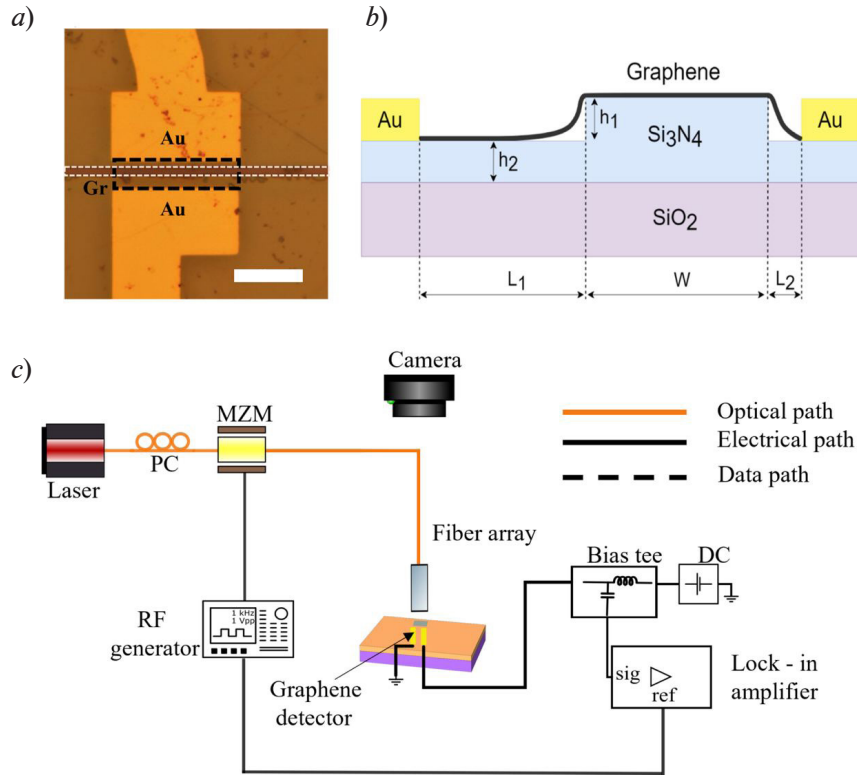 a)
Au
Gr
Au
b)
Graphene
Au
h1
Si3N4
Au
h2
SiO2
L1
W
L2
c)
Camera
MZM
Optical path
PC
Electrical path
Laser
Data path
Fiber array
Bias tee
DC
RF
generator
1 kHz
1 Vpp
Graphene
detector
sig
ref
Lock - in
amplifier